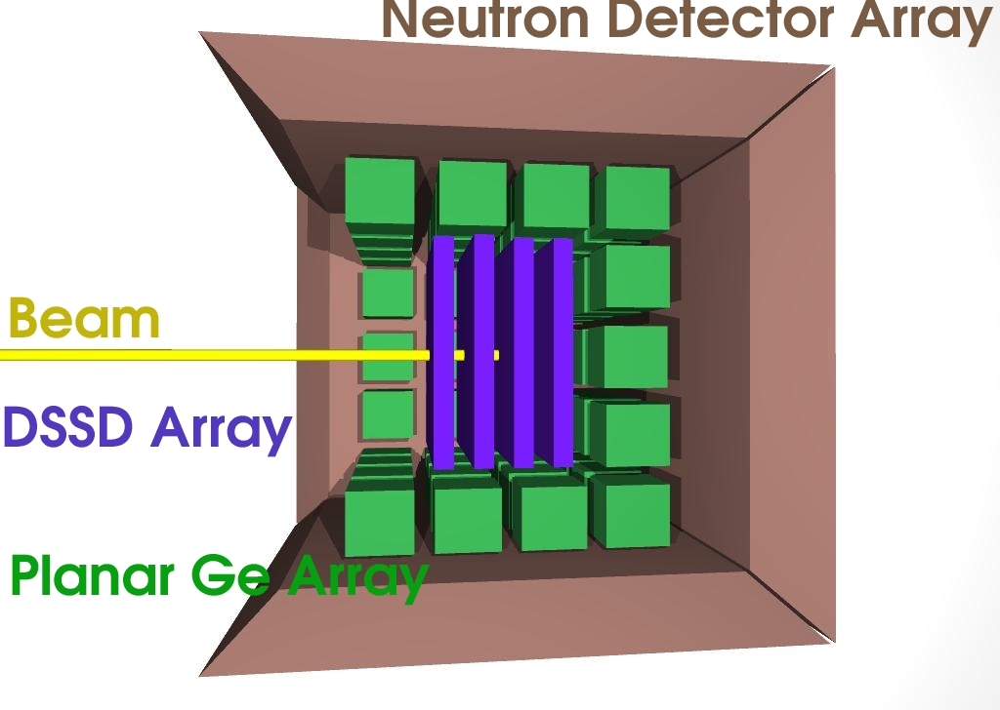 Neutron Detector Array
Beam
DSSD Array
Planar Ge Array